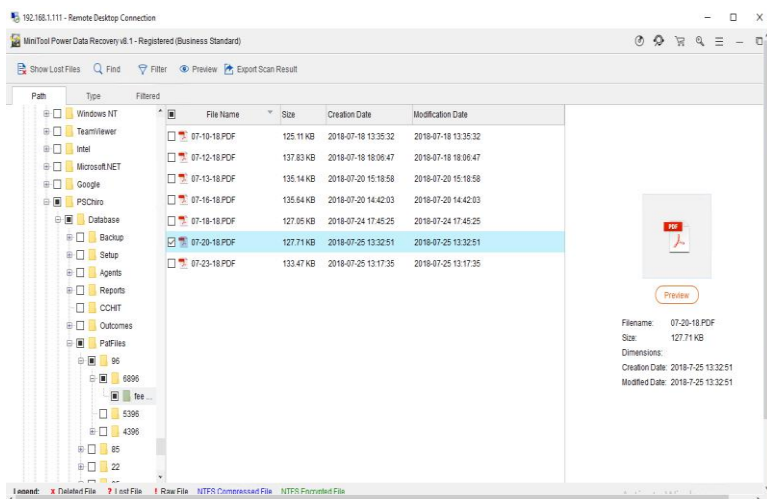 192.168.1.111 - Remote Desktop Connection
MiniTool Power Data Recovery v8.1 - Registered (Business Standard)
Show Lost Files Find Filter Preview Export Scan Result
Path Type Filtered
File Name Size Creation Date Modification Date
Windows NT
TeamViewer
Intel
Microsoft.NET
Google
PSChiro
Database
Backup
Setup
Agents
Reports
CCHIT
Outcomes
PatFiles
96
6896
fee ...
5396
4396
85
22
07-10-18.PDF 125.11 KB 2018-07-18 13:35:32 2018-07-18 13:35:32
07-12-18.PDF 137.83 KB 2018-07-18 18:06:47 2018-07-18 18:06:47
07-13-18.PDF 135.14 KB 2018-07-20 15:18:58 2018-07-20 15:18:58
07-16-18.PDF 135.64 KB 2018-07-20 14:42:03 2018-07-20 14:42:03
07-18-18.PDF 127.05 KB 2018-07-24 17:45:25 2018-07-24 17:45:25
07-20-18.PDF 127.71 KB 2018-07-25 13:32:51 2018-07-25 13:32:51
07-23-18.PDF 133.47 KB 2018-07-25 13:17:35 2018-07-25 13:17:35
PDF
Preview
Filename: 07-20-18.PDF
Size: 127.71 KB
Dimensions:
Creation Date: 2018-7-25 13:32:51
Modified Date: 2018-7-25 13:32:51
Legend: x Deleted File ? Lost File ! Raw File NTFS Compressed File NTFS Encrypted File